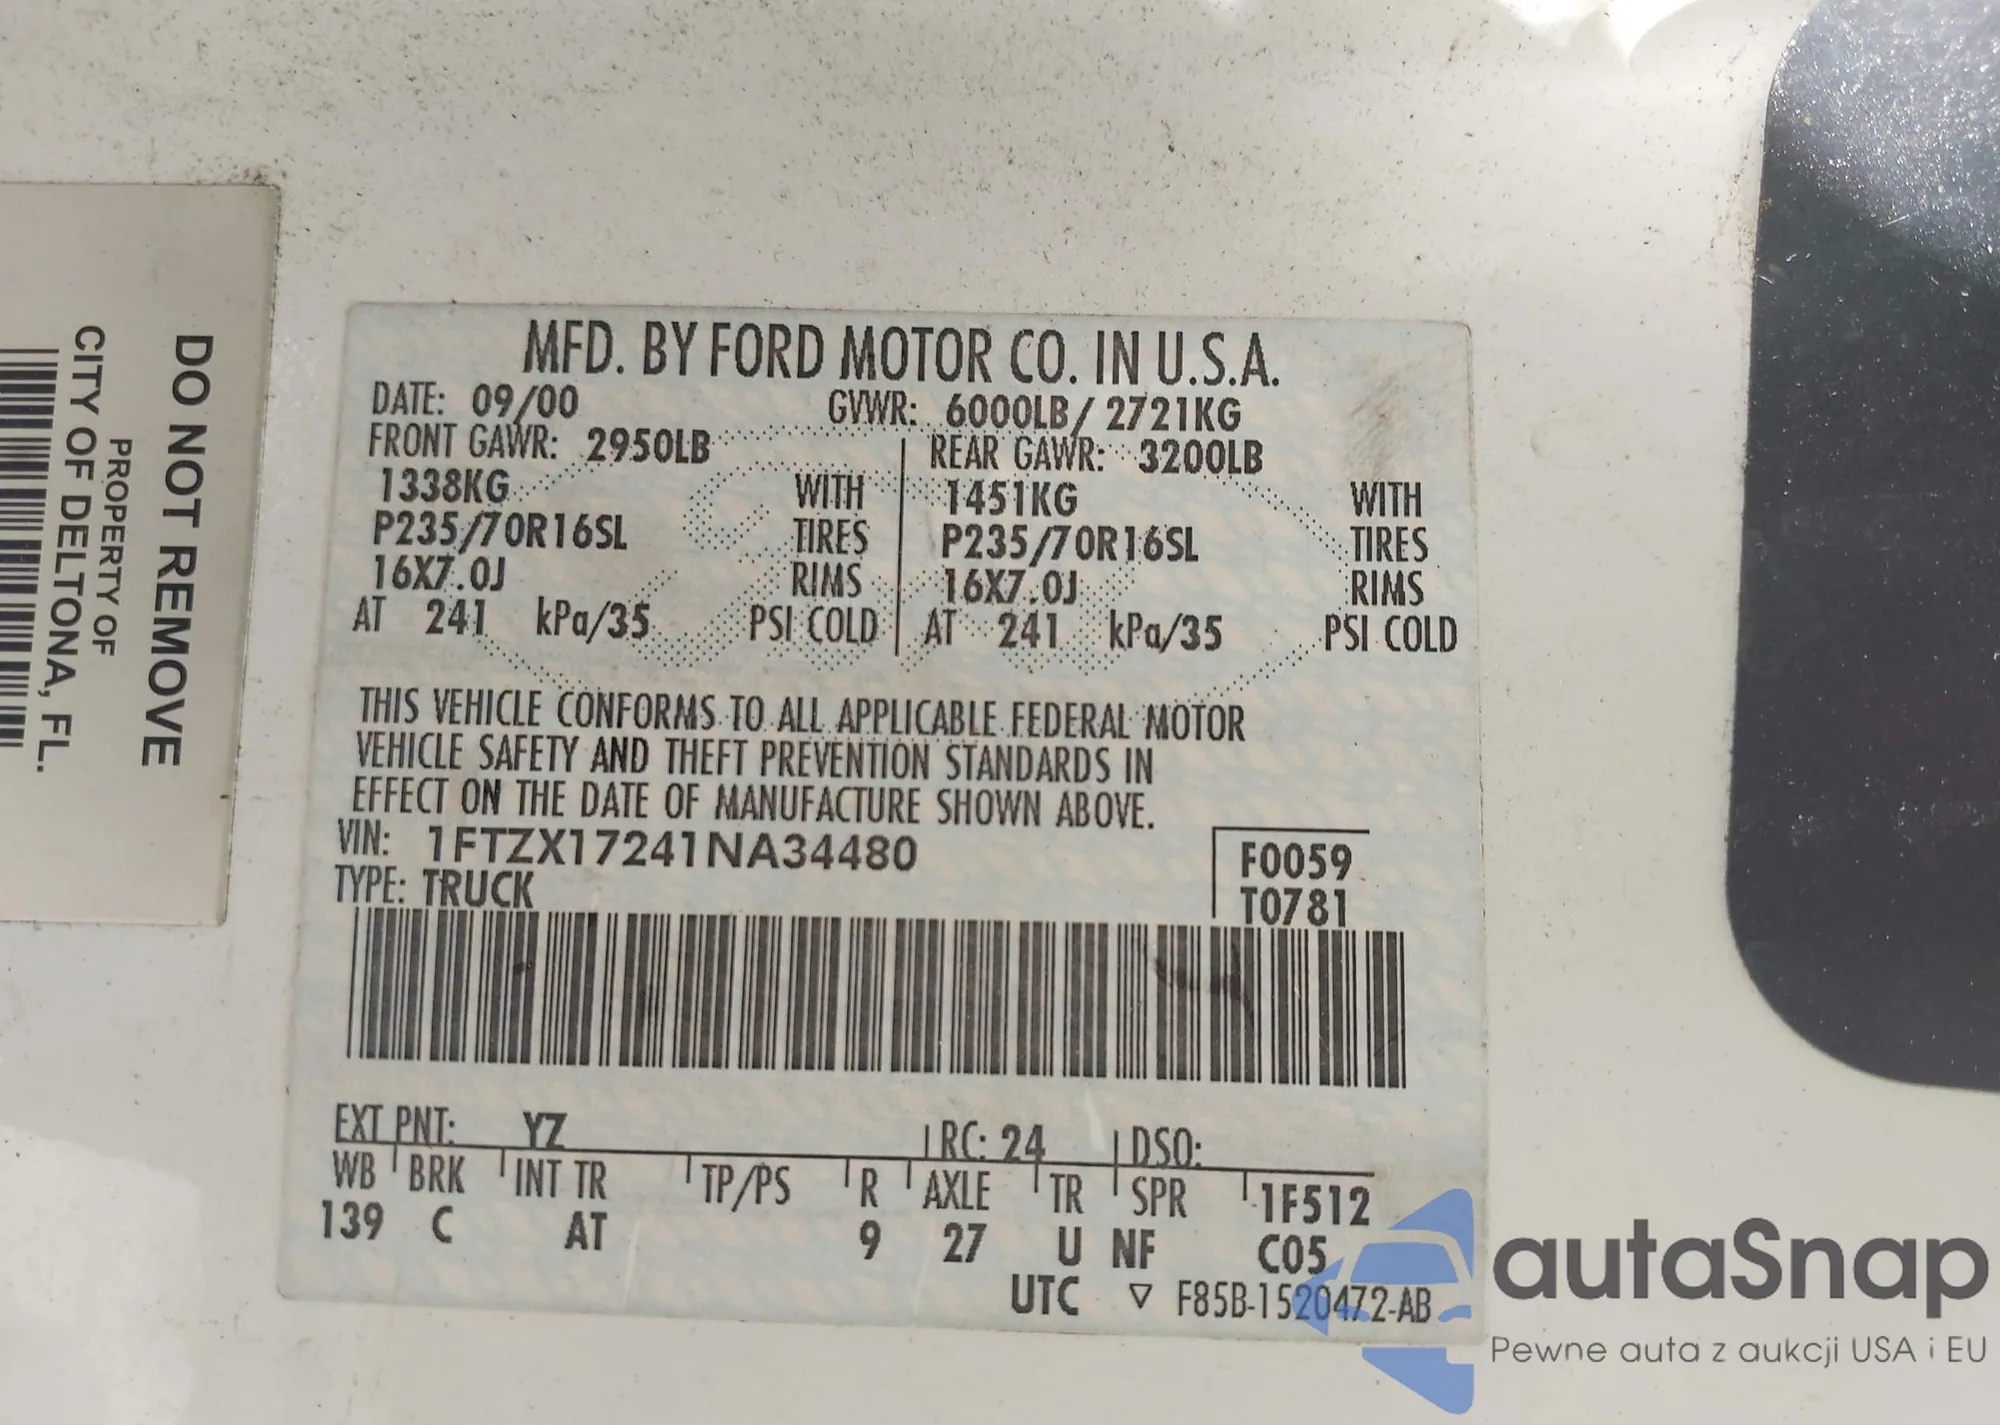 DO NOT REMOVE
PROPERTY OF
CITY OF DELTONA, FL.
MFD. BY FORD MOTOR CO. IN U.S.A.
DATE: 09/00 GVWR: 6000LB/ 2721KG
FRONT GAWR: 2950LB REAR GAWR: 3200LB
1338KG WITH 1451KG WITH
P235/70R16SL TIRES P235/70R16SL TIRES
16X7.0J RIMS 16X7.0J RIMS
AT 241 kPa/35 PSI COLD AT 241 kPa/35 PSI COLD
THIS VEHICLE CONFORMS TO ALL APPLICABLE FEDERAL MOTOR
VEHICLE SAFETY AND THEFT PREVENTION STANDARDS IN
EFFECT ON THE DATE OF MANUFACTURE SHOWN ABOVE.
VIN: 1FTZX17241NA34480 F0059
TYPE: TRUCK T0781
EXT PNT: YZ RC: 24 DSO:
WB BRK INT TR TP/PS R AXLE TR SPR 1F512
139 C AT 9 27 U NF C05
UTC ▽ F85B-1520472-AB
autaSnap
Pewne auta z aukcji USA i EU